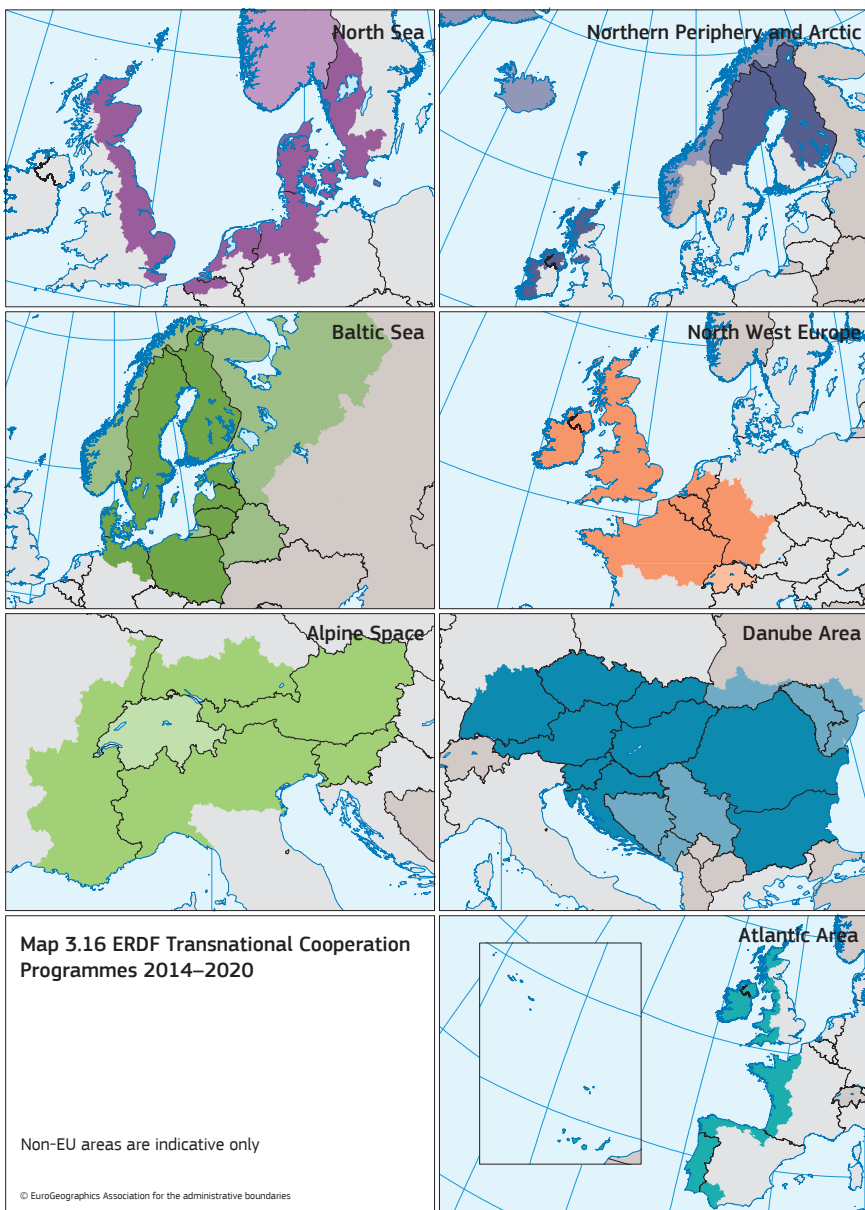 North Sea
Northern Periphery and Arctic
Baltic Sea
North West Europe
Alpine Space
Danube Area
Map 3.16 ERDF Transnational Cooperation
Programmes 2014–2020
Non-EU areas are indicative only
© EuroGeographics Association for the administrative boundaries
Atlantic Area